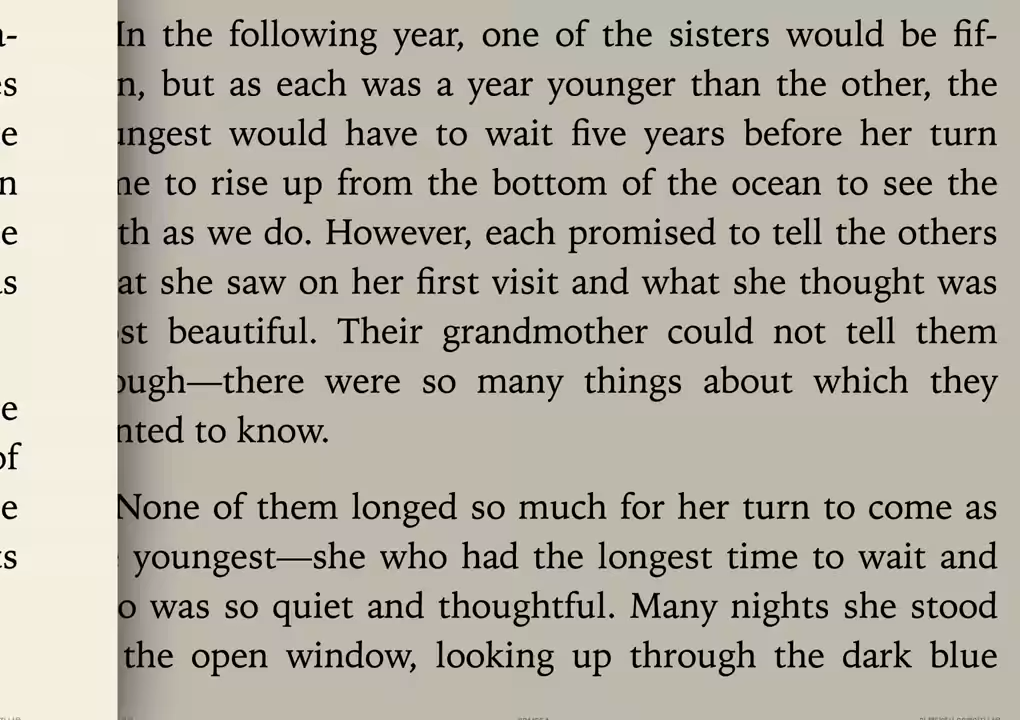 In the following year, one of the sisters would be fif-
n, but as each was a year younger than the other, the
ungest would have to wait five years before her turn
me to rise up from the bottom of the ocean to see the
th as we do. However, each promised to tell the others
at she saw on her first visit and what she thought was
st beautiful. Their grandmother could not tell them
ough—there were so many things about which they
nted to know.
None of them longed so much for her turn to come as
youngest—she who had the longest time to wait and
o was so quiet and thoughtful. Many nights she stood
the open window, looking up through the dark blue